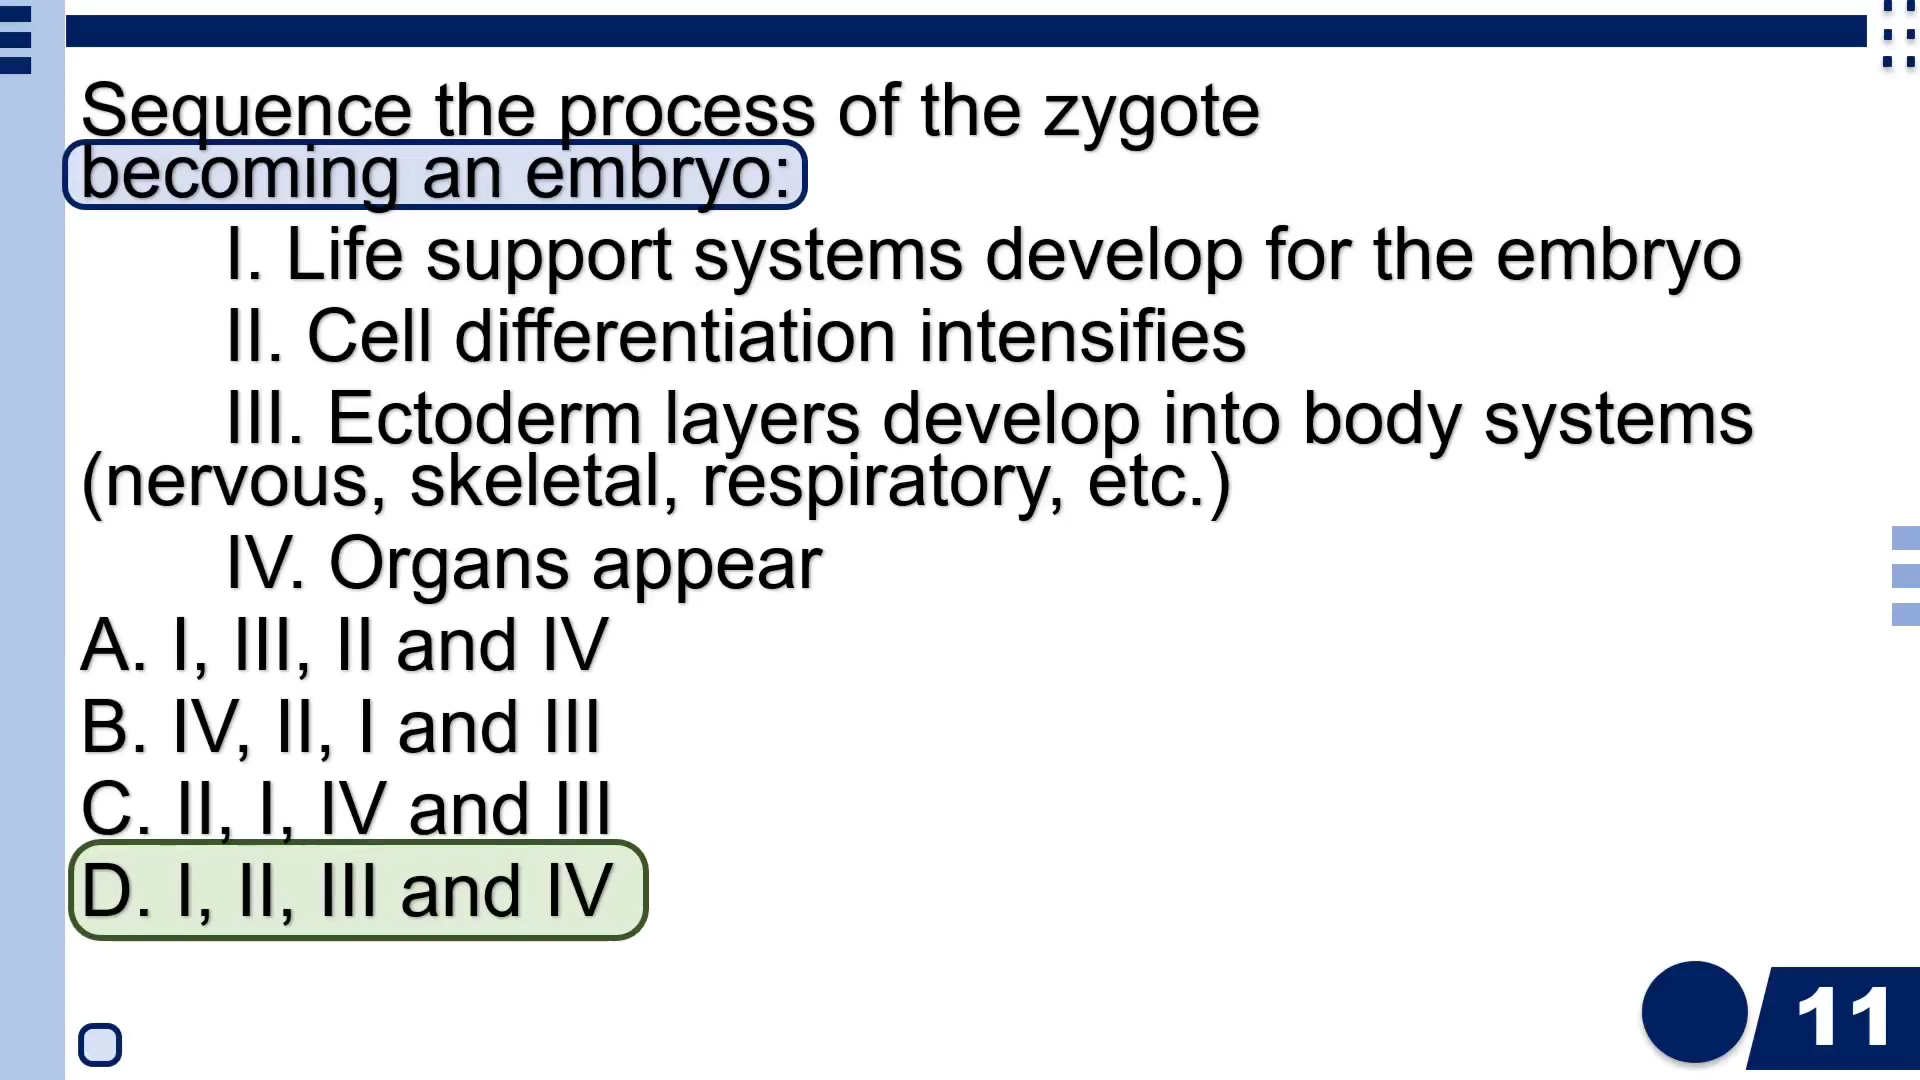 Sequence the process of the zygote
becoming an embryo:
I. Life support systems develop for the embryo
II. Cell differentiation intensifies
III. Ectoderm layers develop into body systems
(nervous, skeletal, respiratory, etc.)
IV. Organs appear
A. I, III, II and IV
B. IV, II, I and III
C. II, I, IV and III
D. I, II, III and IV
11